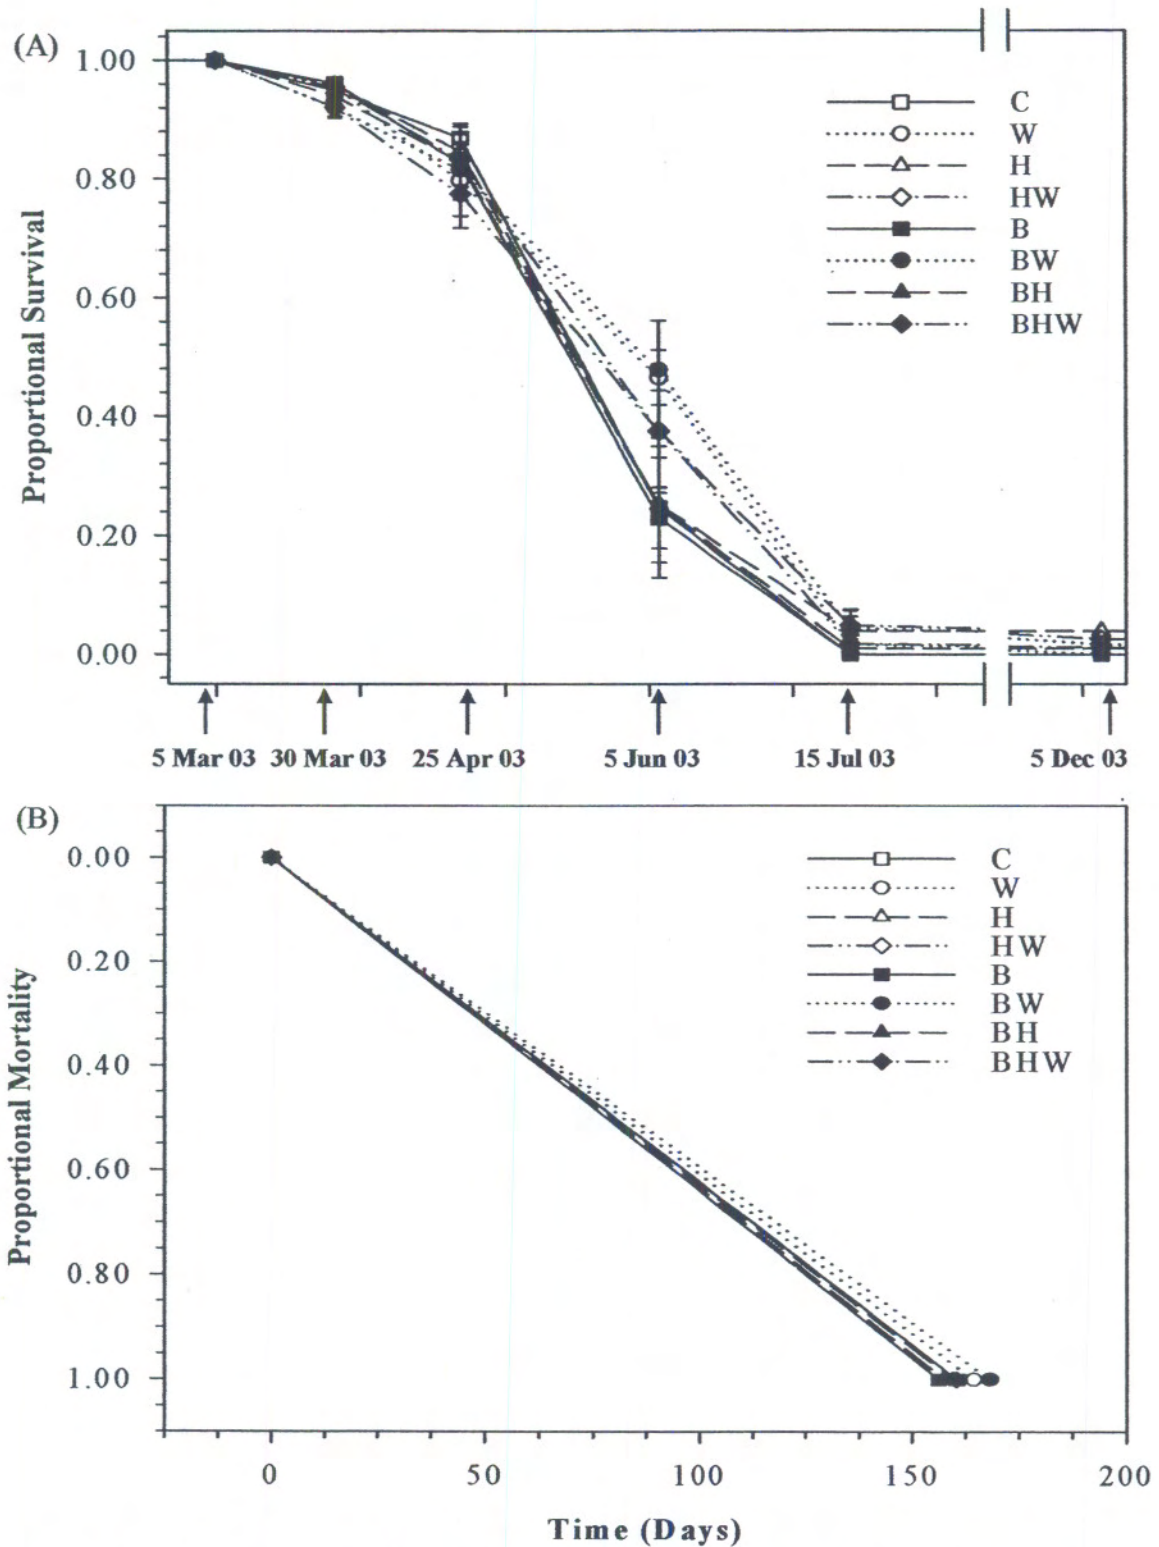 (A)
1.00
0.80
0.60
0.40
0.20
0.00
Proportional Survival
C
W
H
HW
B
BW
BH
BHW
5 Mar 03 30 Mar 03 25 Apr 03 5 Jun 03 15 Jul 03 5 Dec 03
(B)
0.00
0.20
0.40
0.60
0.80
1.00
Proportional Mortality
C
W
H
HW
B
BW
BH
BHW
0 50 100 150 200
Time (Days)